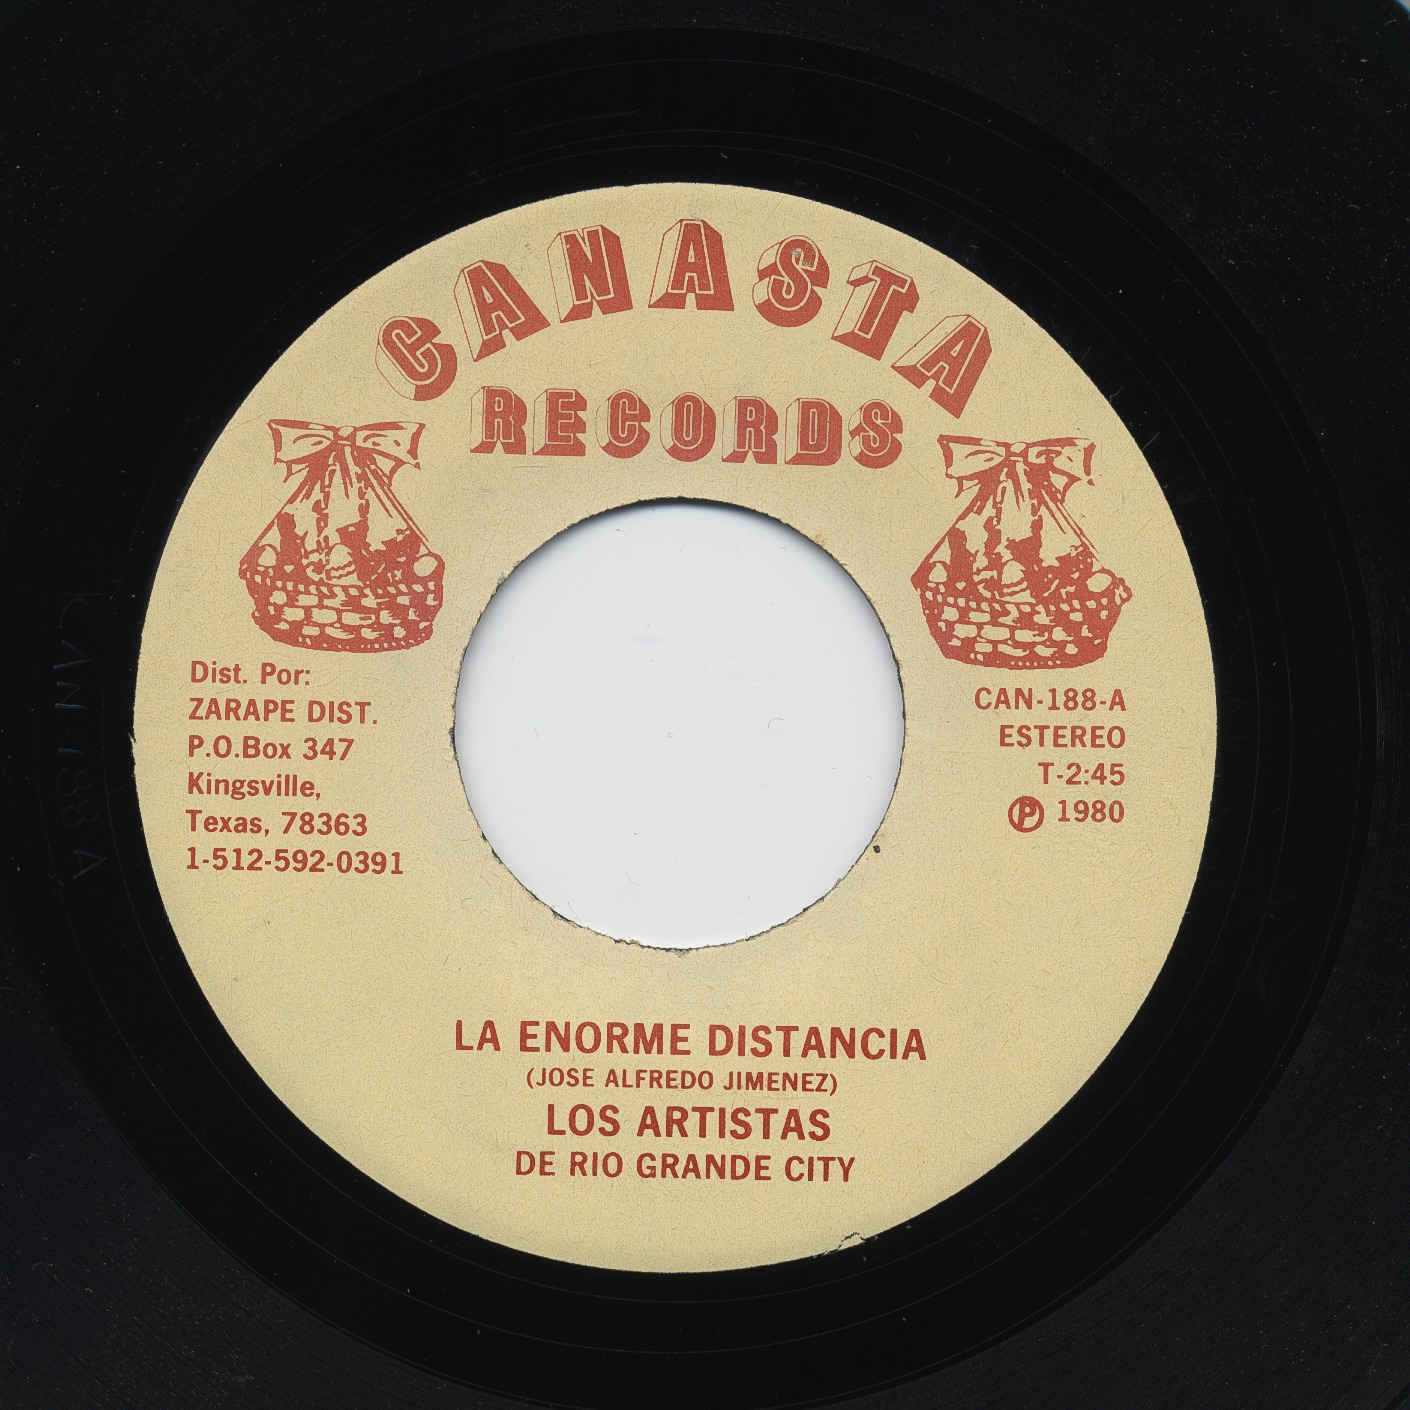 CANASTA
RECORDS
Dist. Por:
ZARAPE DIST.
P.O.Box 347
Kingsville,
Texas, 78363
1-512-592-0391
CAN-188-A
ESTEREO
T-2:45
℗ 1980
LA ENORME DISTANCIA
(JOSE ALFREDO JIMENEZ)
LOS ARTISTAS
DE RIO GRANDE CITY
CAN-188-A